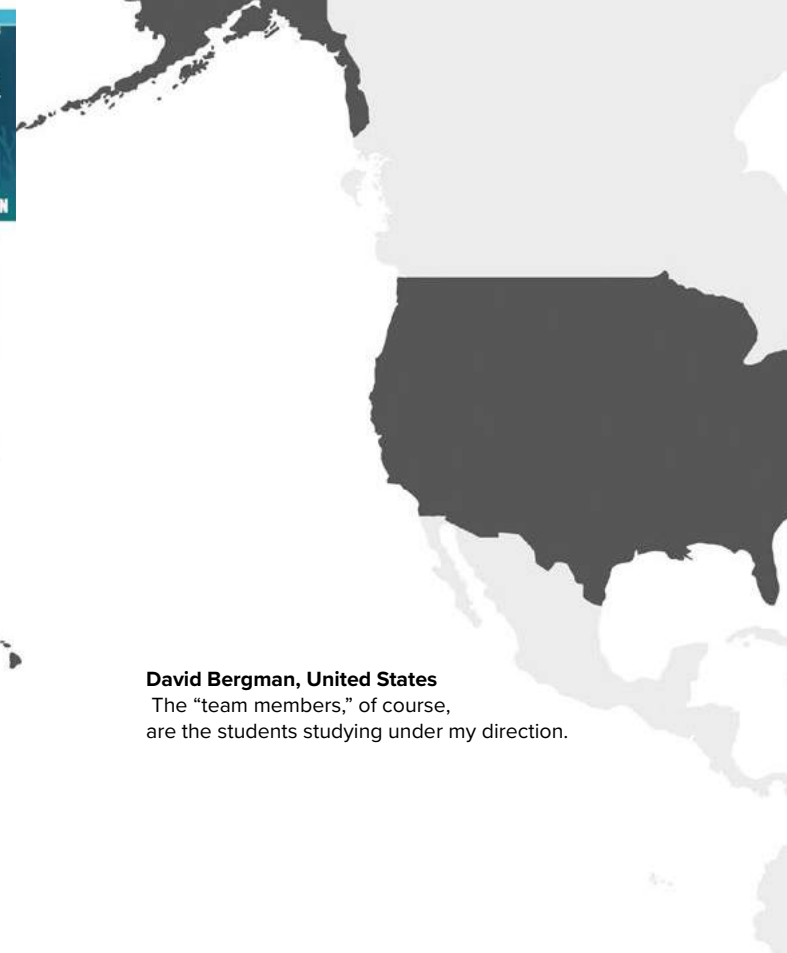 N
David Bergman, United States
The “team members,” of course,
are the students studying under my direction.